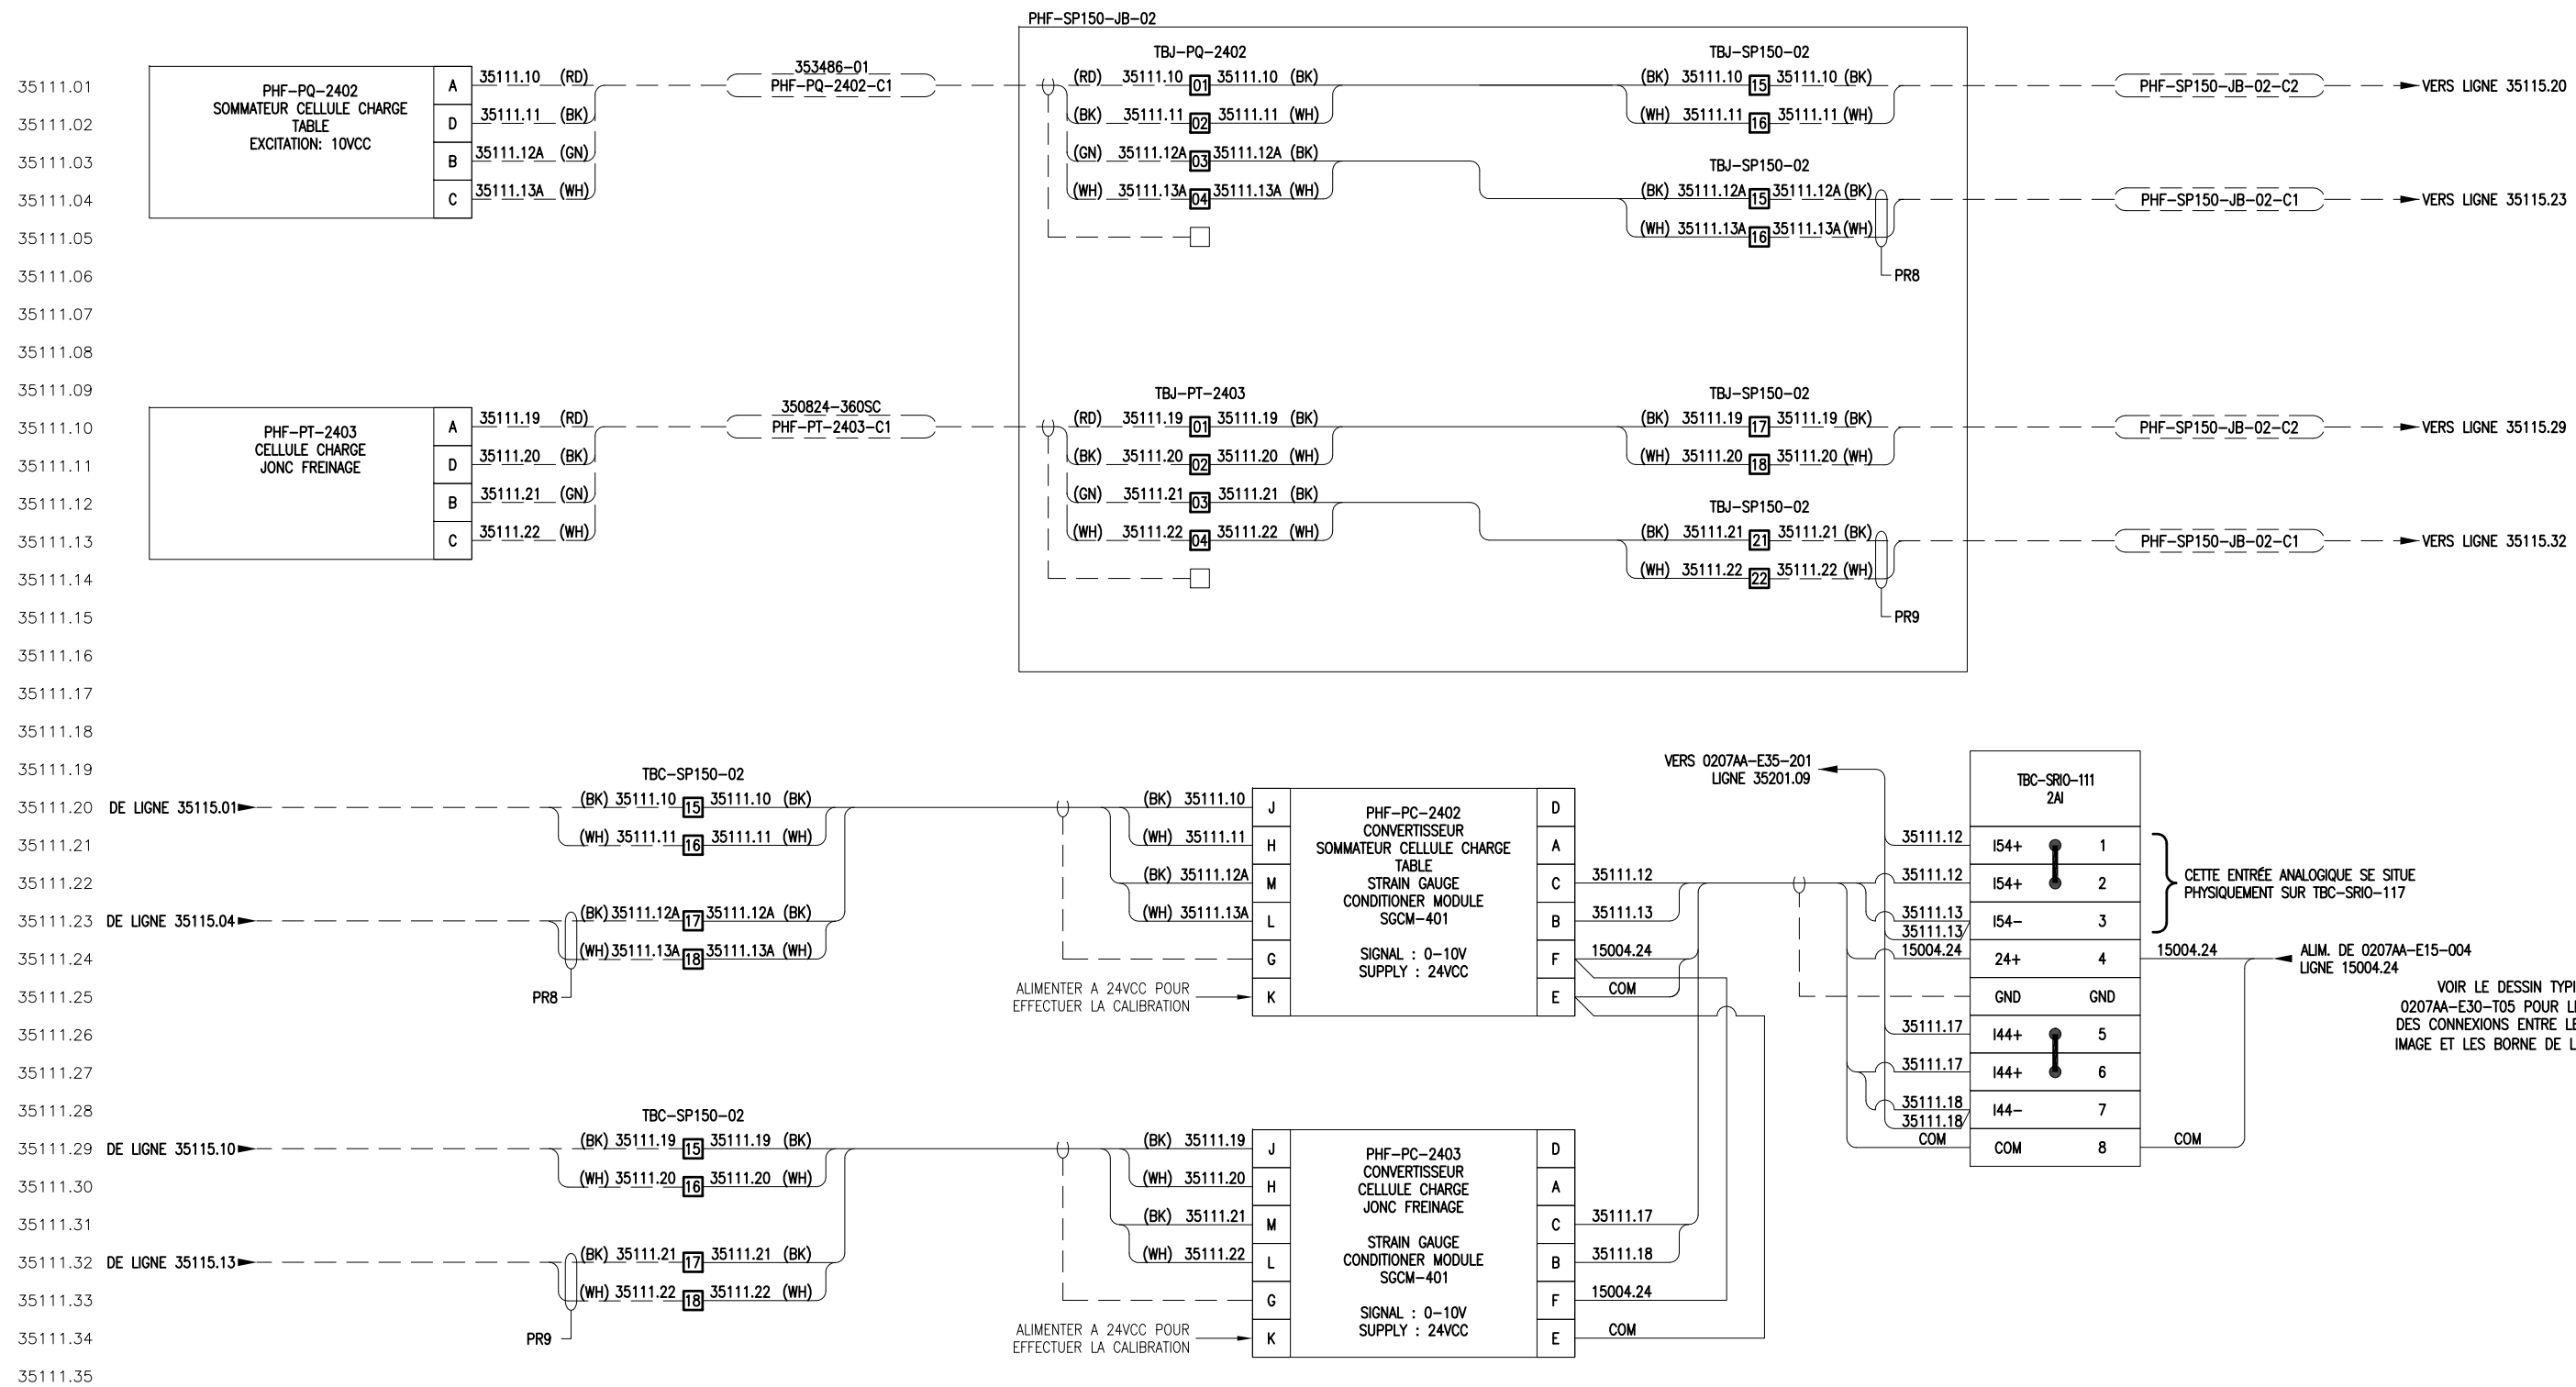 PHF-SP150-JB-02
35111.01
35111.02
35111.03
35111.04
35111.05
35111.06
35111.07
35111.08
35111.09
35111.10
35111.11
35111.12
35111.13
35111.14
35111.15
35111.16
35111.17
35111.18
35111.19
35111.20
35111.21
35111.22
35111.23
35111.24
35111.25
35111.26
35111.27
35111.28
35111.29
35111.30
35111.31
35111.32
35111.33
35111.34
35111.35
PHF-PQ-2402
SOMMATEUR CELLULE CHARGE
TABLE
EXCITATION: 10VCC
A 35111.10 (RD)
D 35111.11 (BK)
B 35111.12A (GN)
C 35111.13A (WH)
353486-01
PHF-PQ-2402-C1
TBJ-PQ-2402
(RD) 35111.10 01 35111.10 (BK)
(BK) 35111.11 02 35111.11 (WH)
(GN) 35111.12A 03 35111.12A (BK)
(WH) 35111.13A 04 35111.13A (WH)
TBJ-SP150-02
(BK) 35111.10 15 35111.10 (BK)
(WH) 35111.11 16 35111.11 (WH)
TBJ-SP150-02
(BK) 35111.12A 15 35111.12A (BK)
(WH) 35111.13A 16 35111.13A (WH)
PR8
PHF-SP150-JB-02-C2 VERS LIGNE 35115.20
PHF-SP150-JB-02-C1 VERS LIGNE 35115.23
PHF-PT-2403
CELLULE CHARGE
JONC FREINAGE
A 35111.19 (RD)
D 35111.20 (BK)
B 35111.21 (GN)
C 35111.22 (WH)
350824-360SC
PHF-PT-2403-C1
TBJ-PT-2403
(RD) 35111.19 01 35111.19 (BK)
(BK) 35111.20 02 35111.20 (WH)
(GN) 35111.21 03 35111.21 (BK)
(WH) 35111.22 04 35111.22 (WH)
TBJ-SP150-02
(BK) 35111.19 17 35111.19 (BK)
(WH) 35111.20 18 35111.20 (WH)
TBJ-SP150-02
(BK) 35111.21 21 35111.21 (BK)
(WH) 35111.22 22 35111.22 (WH)
PR9
PHF-SP150-JB-02-C2 VERS LIGNE 35115.29
PHF-SP150-JB-02-C1 VERS LIGNE 35115.32
DE LIGNE 35115.01
DE LIGNE 35115.04
TBC-SP150-02
(BK) 35111.10 15 35111.10 (BK)
(WH) 35111.11 16 35111.11 (WH)
(BK) 35111.12A 17 35111.12A (BK)
(WH) 35111.13A 18 35111.13A (WH)
PR8
(BK) 35111.10 J
(WH) 35111.11 H
(BK) 35111.12A M
(WH) 35111.13A L
G
K
ALIMENTER A 24VCC POUR
EFFECTUER LA CALIBRATION
PHF-PC-2402
CONVERTISSEUR
SOMMATEUR CELLULE CHARGE
TABLE
STRAIN GAUGE
CONDITIONER MODULE
SGCM-401
SIGNAL : 0-10V
SUPPLY : 24VCC
D
A
C 35111.12
B 35111.13
F 15004.24
E COM
VERS 0207AA-E35-201
LIGNE 35201.09
TBC-SRIO-111
2AI
35111.12 I54+ 1
35111.12 I54+ 2
35111.13 I54- 3
35111.13
15004.24 24+ 4 15004.24
GND GND
35111.17 I44+ 5
35111.17 I44+ 6
35111.18 I44- 7
35111.18
COM COM 8 COM
CETTE ENTRÉE ANALOGIQUE SE SITUE
PHYSIQUEMENT SUR TBC-SRIO-117
ALIM. DE 0207AA-E15-004
LIGNE 15004.24
VOIR LE DESSIN TYPI
0207AA-E30-T05 POUR L
DES CONNEXIONS ENTRE LE
IMAGE ET LES BORNE DE L
DE LIGNE 35115.10
DE LIGNE 35115.13
TBC-SP150-02
(BK) 35111.19 15 35111.19 (BK)
(WH) 35111.20 16 35111.20 (WH)
(BK) 35111.21 17 35111.21 (BK)
(WH) 35111.22 18 35111.22 (WH)
PR9
(BK) 35111.19 J
(WH) 35111.20 H
(BK) 35111.21 M
(WH) 35111.22 L
G
K
ALIMENTER A 24VCC POUR
EFFECTUER LA CALIBRATION
PHF-PC-2403
CONVERTISSEUR
CELLULE CHARGE
JONC FREINAGE
STRAIN GAUGE
CONDITIONER MODULE
SGCM-401
SIGNAL : 0-10V
SUPPLY : 24VCC
D
A
C 35111.17
B 35111.18
F 15004.24
E COM